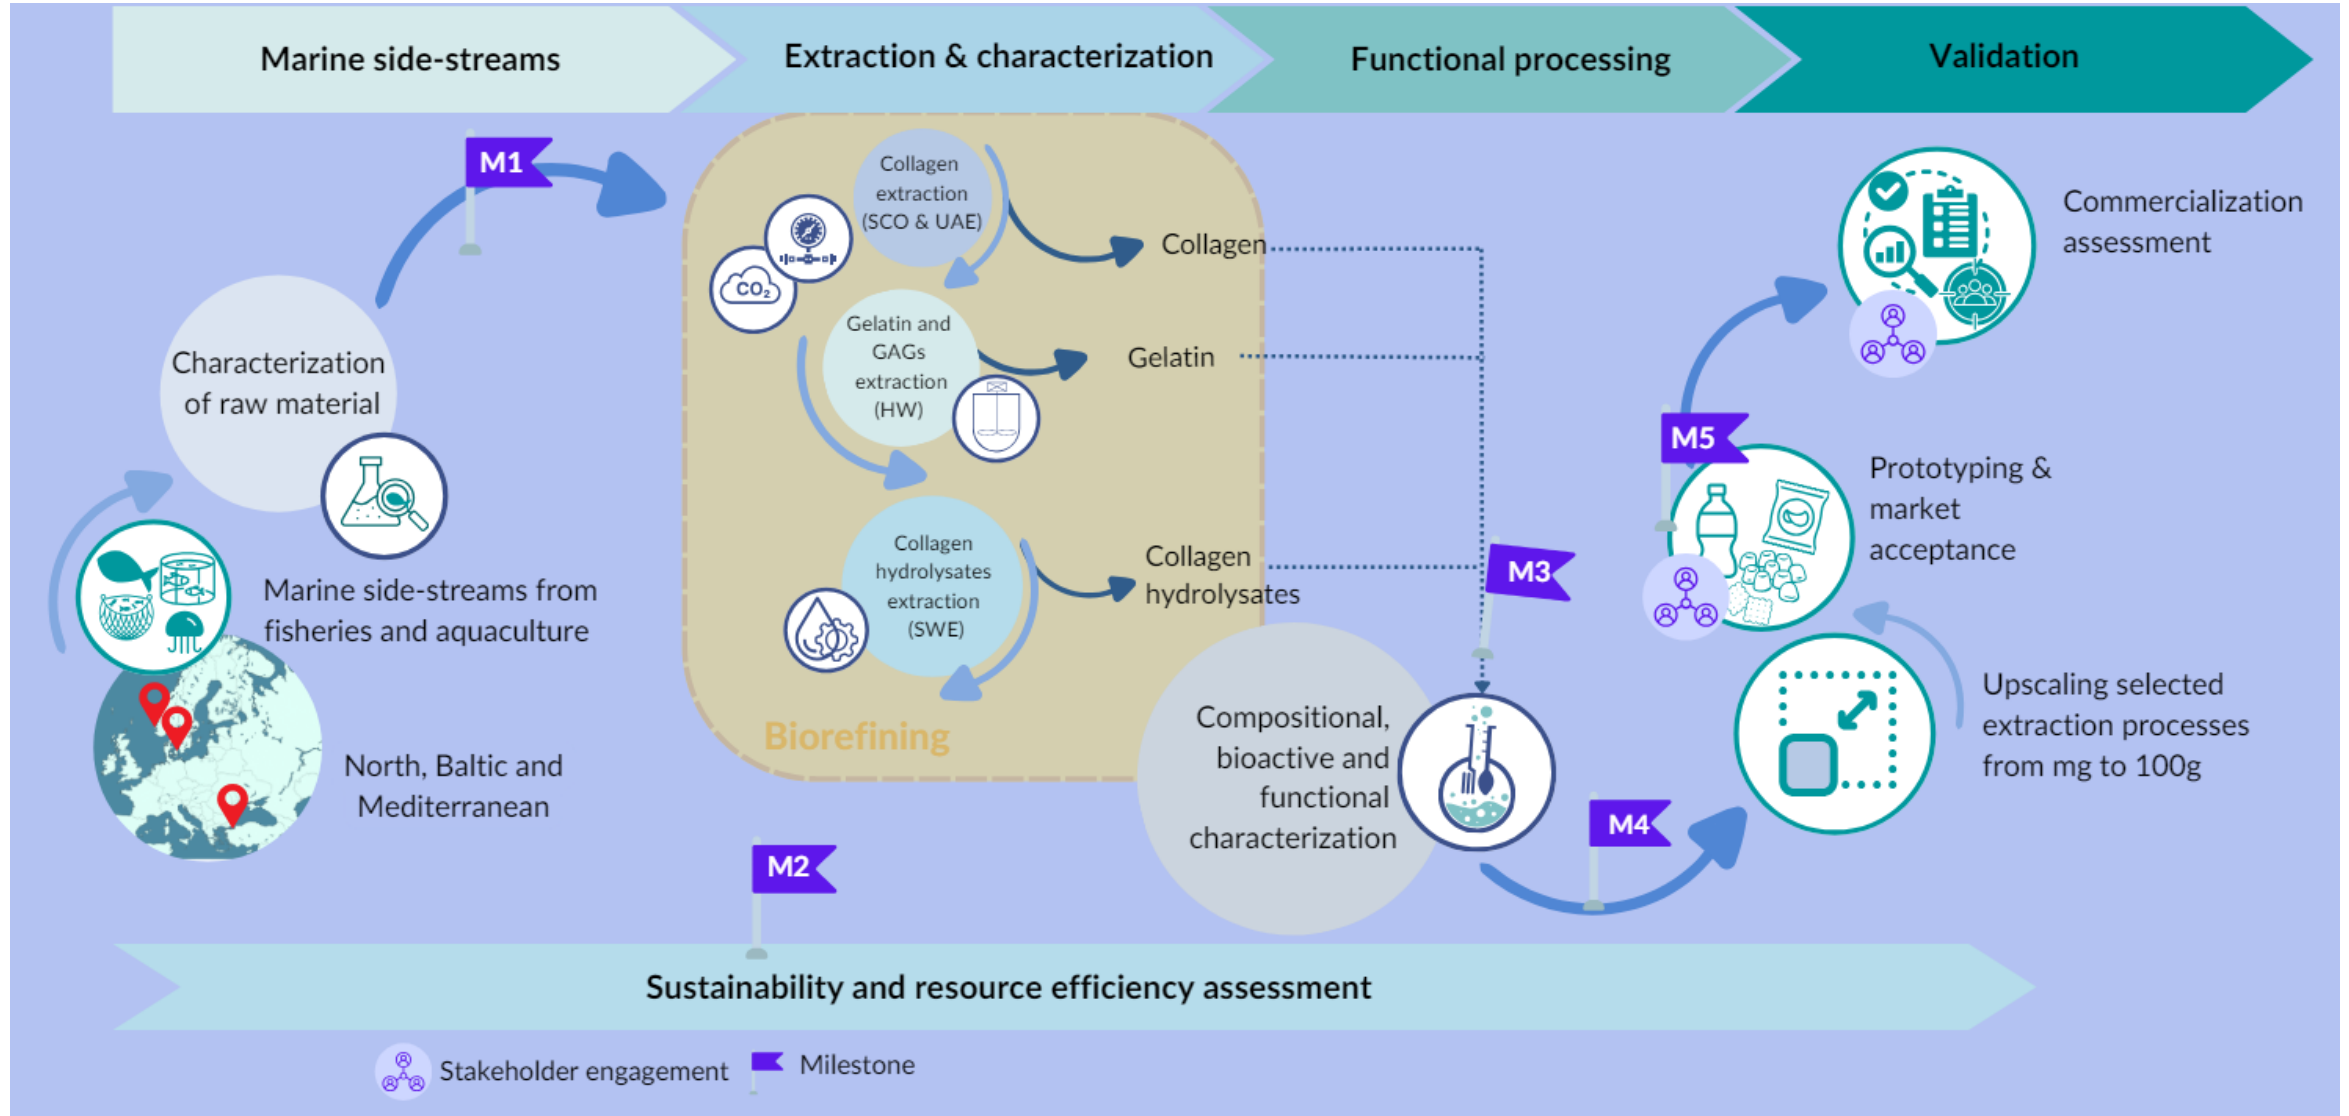 Marine side-streams
Extraction & characterization
Functional processing
Validation
M1
Characterization
of raw material
Marine side-streams from
fisheries and aquaculture
North, Baltic and
Mediterranean
Collagen
extraction
(SCO & UAE)
CO₂
Gelatin and
GAGs
extraction
(HW)
Collagen
hydrolysates
extraction
(SWE)
Biorefining
Collagen
Gelatin
Collagen
hydrolysates
M3
Compositional,
bioactive and
functional
characterization
M4
Commercialization
assessment
M5
Prototyping &
market
acceptance
Upscaling selected
extraction processes
from mg to 100g
M2
Sustainability and resource efficiency assessment
Stakeholder engagement
Milestone